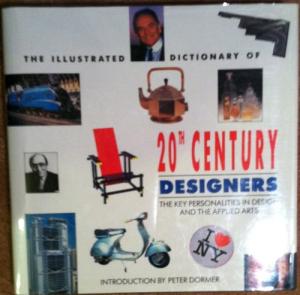 THE ILLUSTRATED DICTIONARY OF
20TH CENTURY
DESIGNERS
THE KEY PERSONALITIES IN DESIGN
AND THE APPLIED ARTS
I ♥
NY
INTRODUCTION BY PETER DORMER